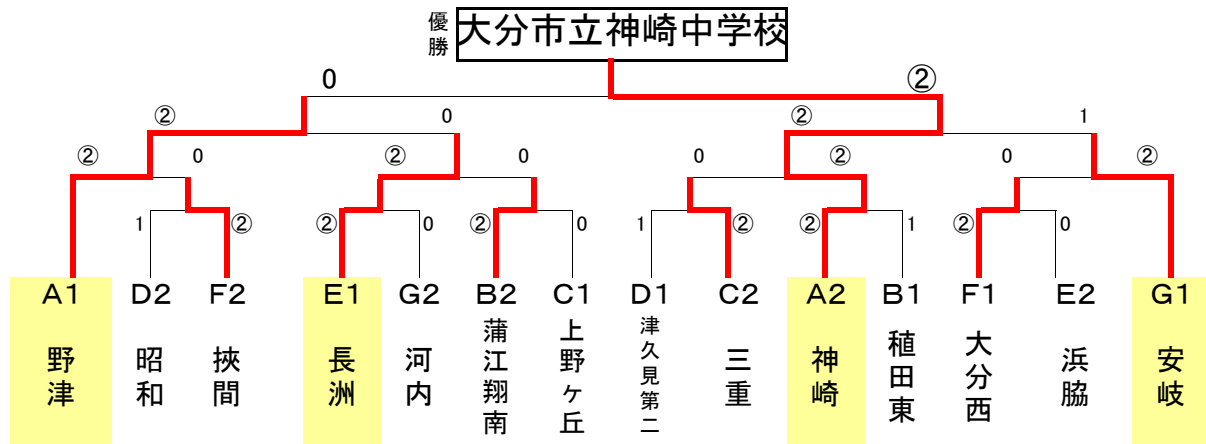 優勝
大分市立神崎中学校
0 ②
② 0 ② 1
② 0 ② 0 0 ② 0 ②
1 ② ② 0 ② 0 1 ② ② 1 ② 0
A1 D2 F2 E1 G2 B2 C1 D1 C2 A2 B1 F1 E2 G1
野津
昭和
挾間
長洲
河内
蒲江翔南
上野ヶ丘
津久見第二
三重
神崎
稙田東
大分西
浜脇
安岐